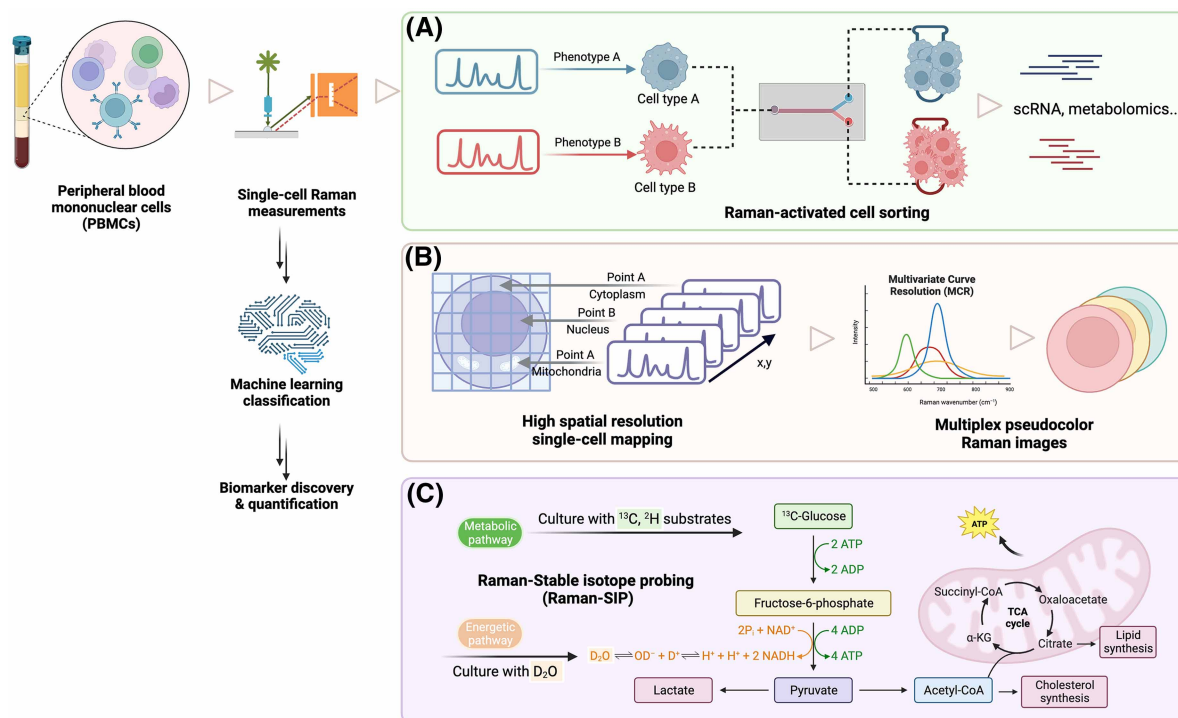 Peripheral blood
mononuclear cells
(PBMCs)
Single-cell Raman
measurements
Machine learning
classification
Biomarker discovery
& quantification
(A)
Phenotype A
Cell type A
Phenotype B
Cell type B
scRNA, metabolomics..
Raman-activated cell sorting
(B)
Point A
Cytoplasm
Point B
Nucleus
Point A
Mitochondria
x,y
High spatial resolution
single-cell mapping
Multivariate Curve
Resolution (MCR)
Intensity
500 600 700 800 900
Raman wavenumber (cm⁻¹)
Multiplex pseudocolor
Raman images
(C)
Metabolic
pathway
Culture with ¹³C, ²H substrates
¹³C-Glucose
2 ATP
2 ADP
Raman-Stable isotope probing
(Raman-SIP)
Fructose-6-phosphate
Energetic
pathway
Culture with D₂O
2Pᵢ + NAD⁺
4 ADP
D₂O ⇌ OD⁻ + D⁺ ⇌ H⁺ + H⁺ + 2 NADH
4 ATP
Lactate
Pyruvate
Acetyl-CoA
Cholesterol
synthesis
ATP
Succinyl-CoA
Oxaloacetate
TCA
cycle
α-KG
Citrate
Lipid
synthesis